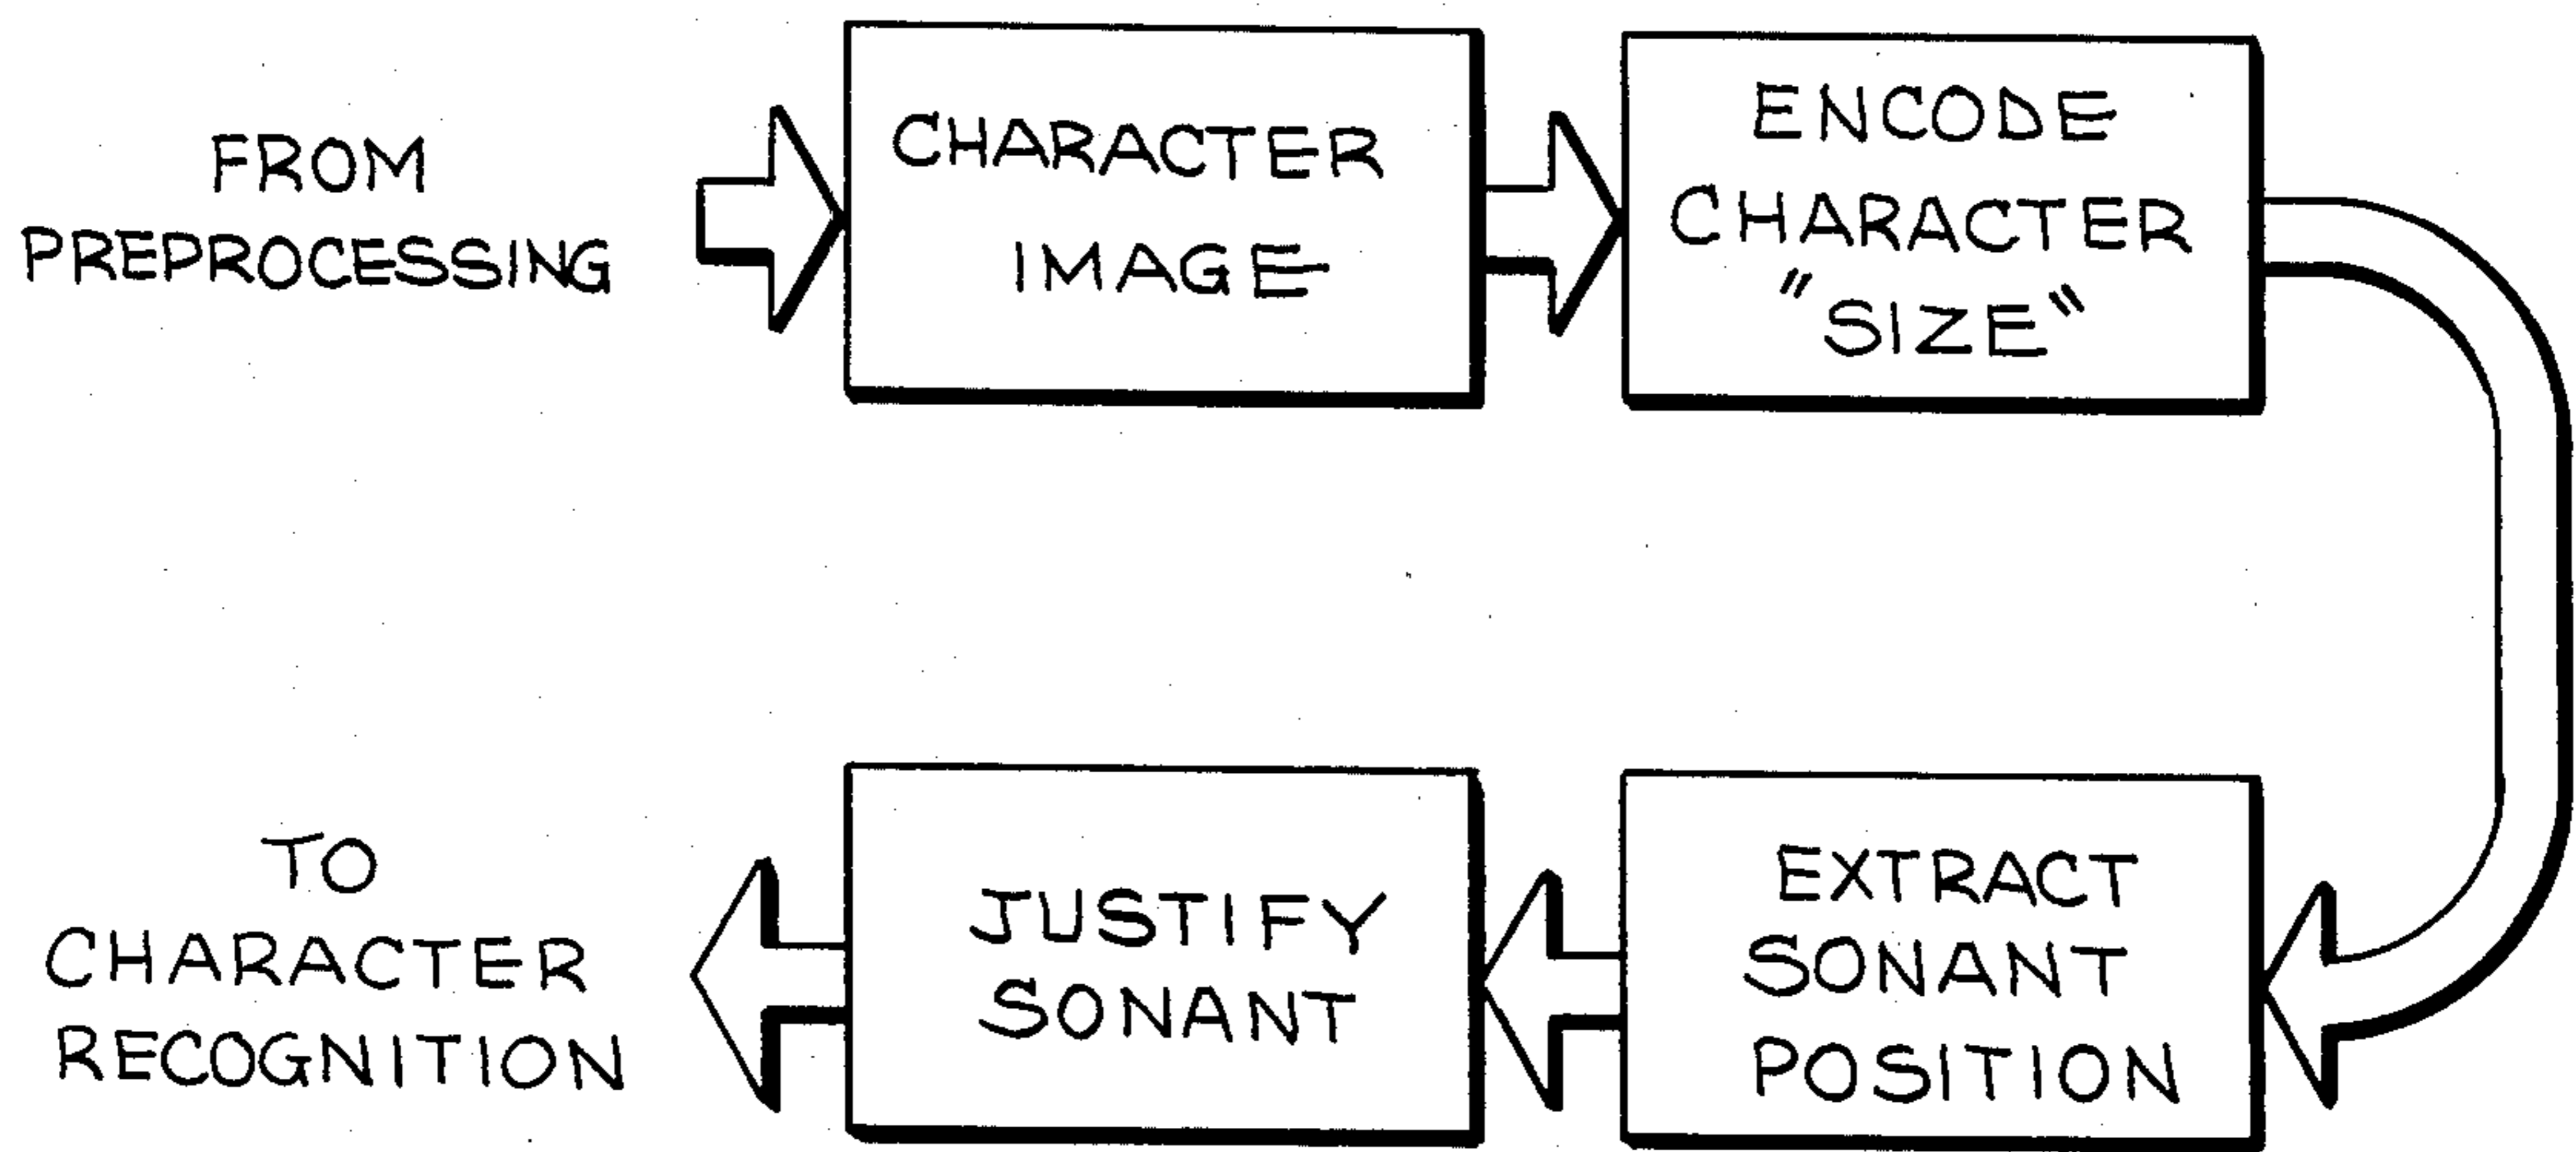 FROM
PREPROCESSING
CHARACTER
IMAGE
ENCODE
CHARACTER
"SIZE"
EXTRACT
SONANT
POSITION
JUSTIFY
SONANT
TO
CHARACTER
RECOGNITION